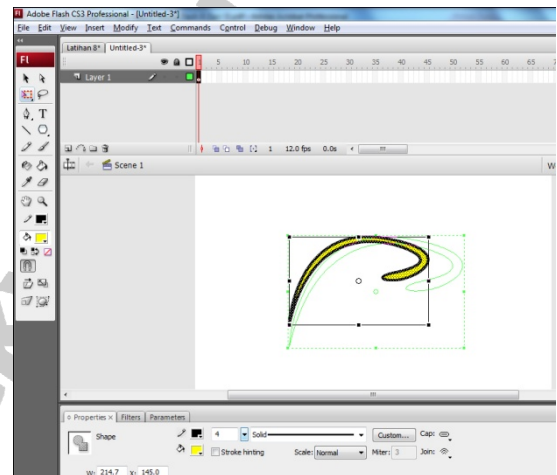 Adobe Flash CS3 Professional - [Untitled-3*]
File Edit View Insert Modify Text Commands Control Debug Window Help
Latihan 8* Untitled-3*
Fl
5 10 15 20 25 30 35 40 45 50 55 60 65
Layer 1
1 12.0 fps 0.0s
Scene 1
W
Properties × Filters Parameters
Shape
4 Solid Custom... Cap:
Stroke hinting Scale: Normal Miter: 3 Join:
W: 214.7 X: 145.0